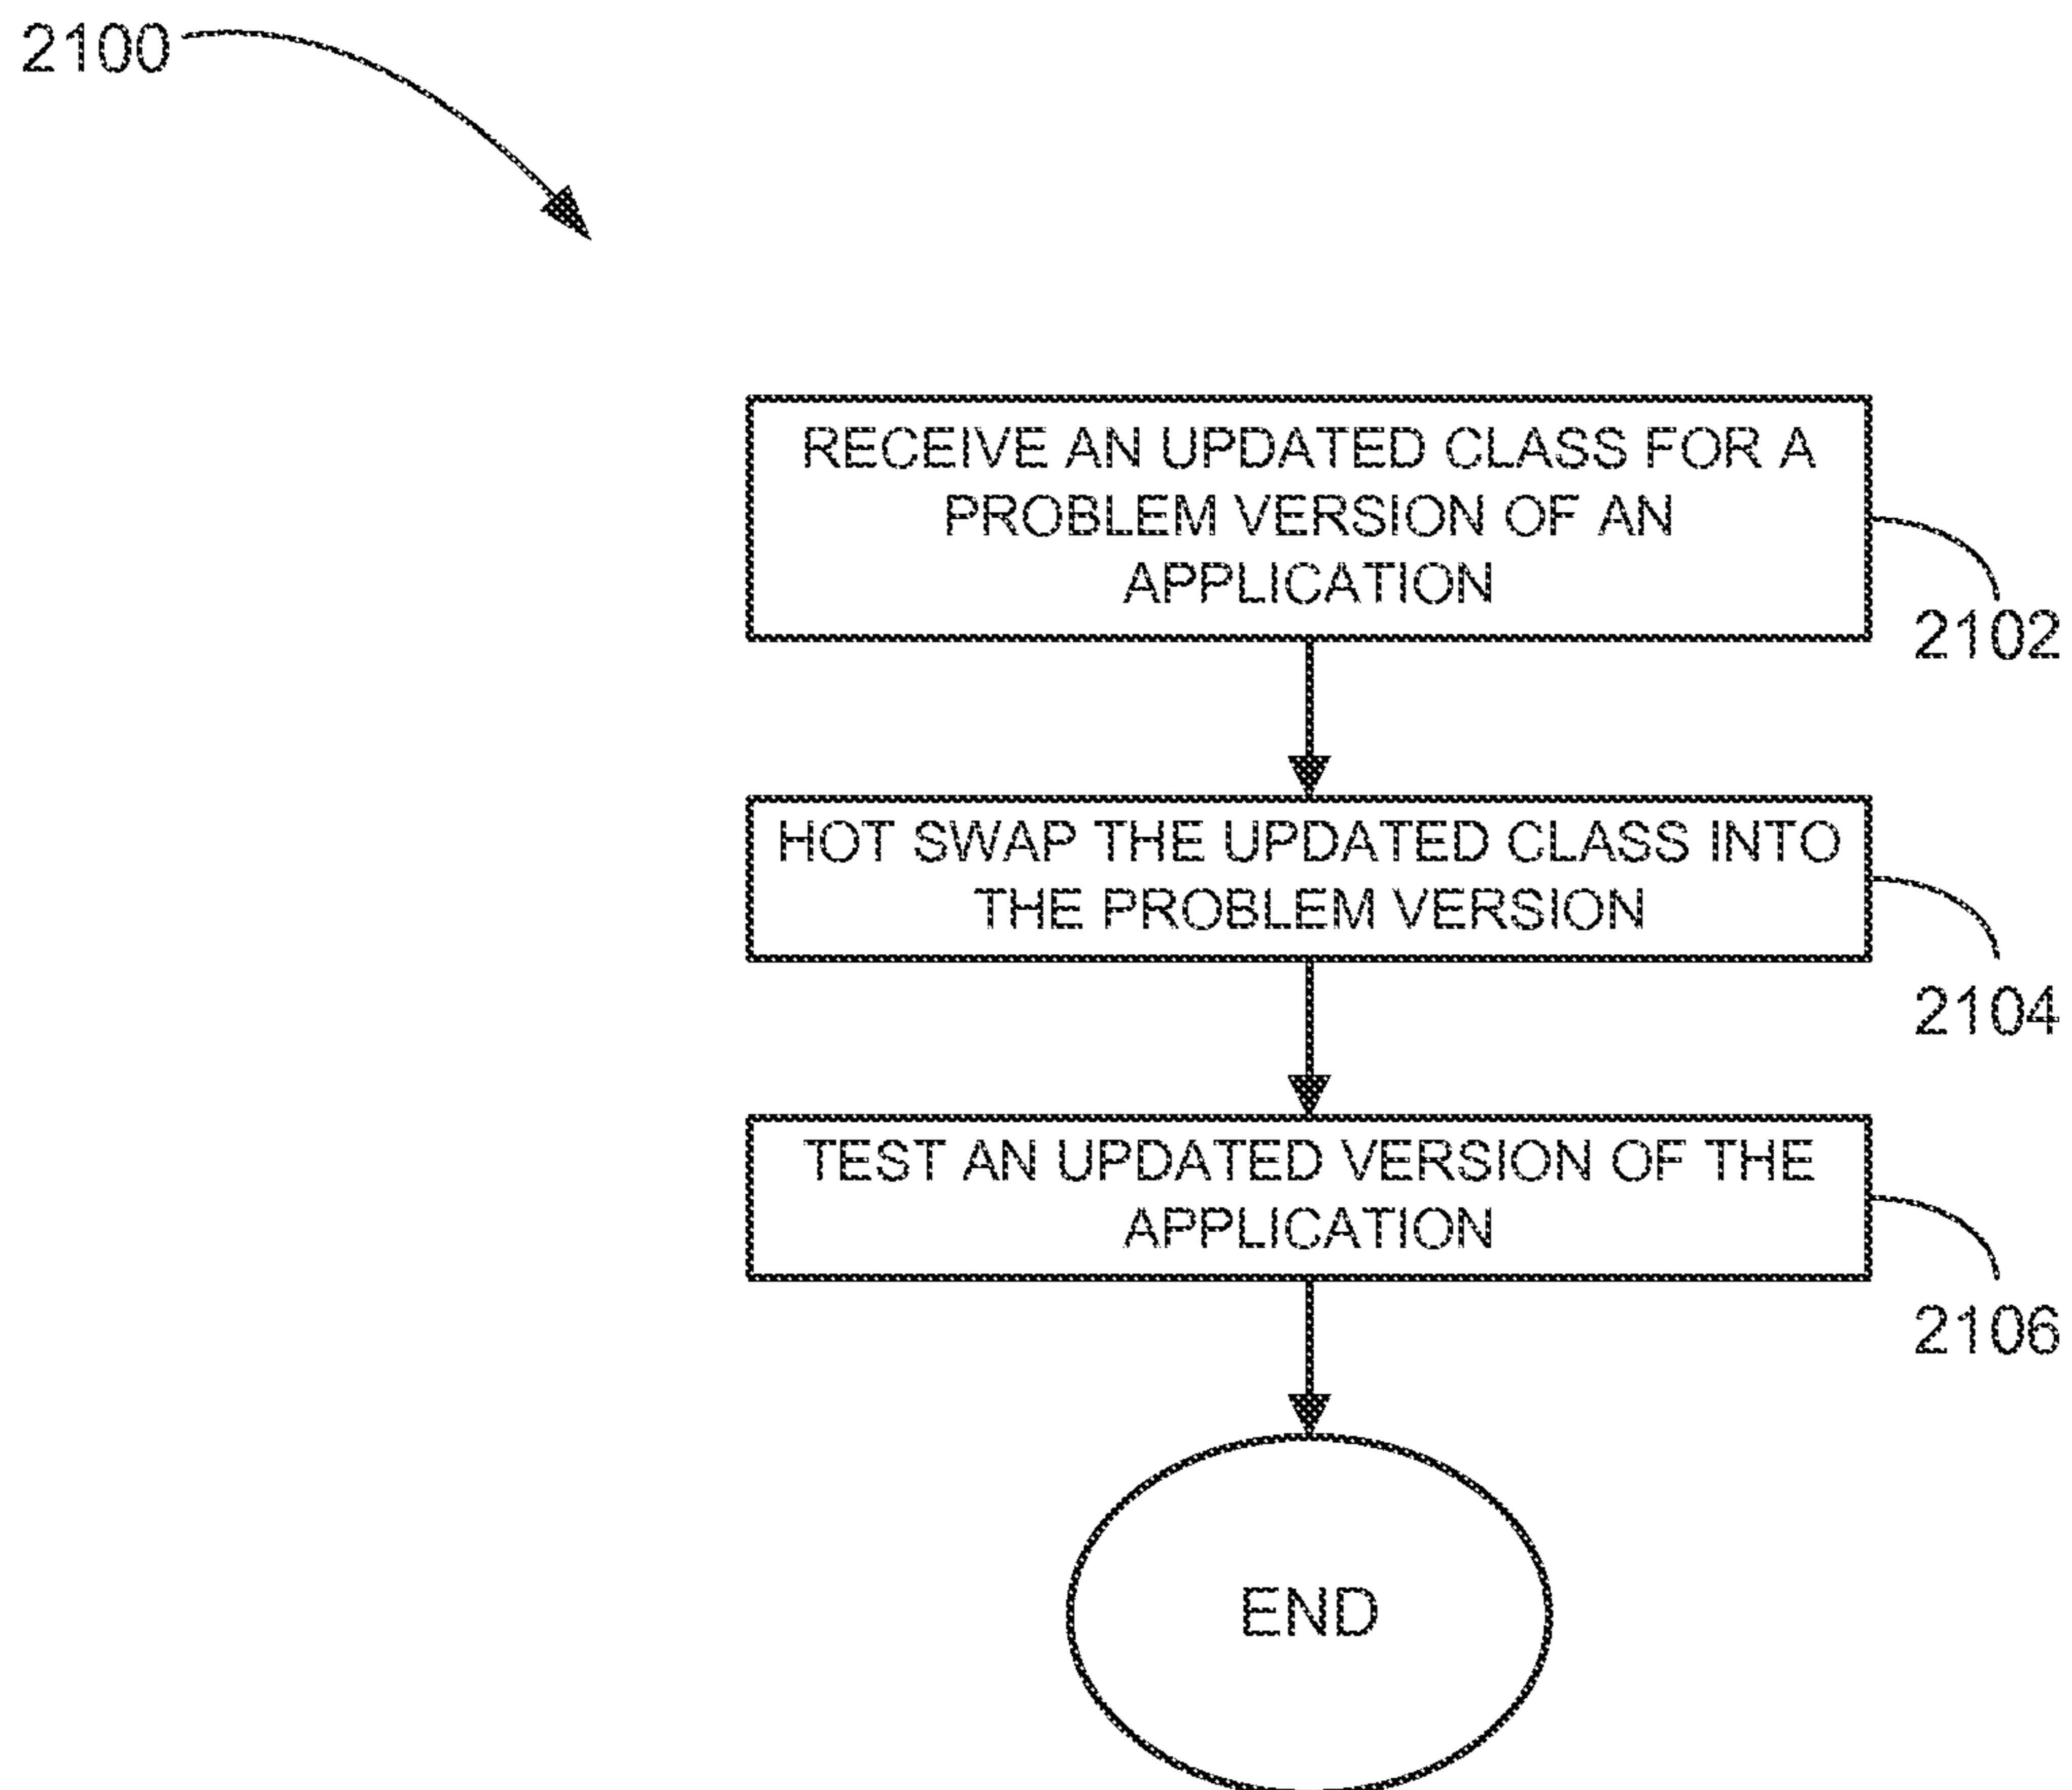 2100
RECEIVE AN UPDATED CLASS FOR A
PROBLEM VERSION OF AN
APPLICATION
2102
HOT SWAP THE UPDATED CLASS INTO
THE PROBLEM VERSION
2104
TEST AN UPDATED VERSION OF THE
APPLICATION
2106
END